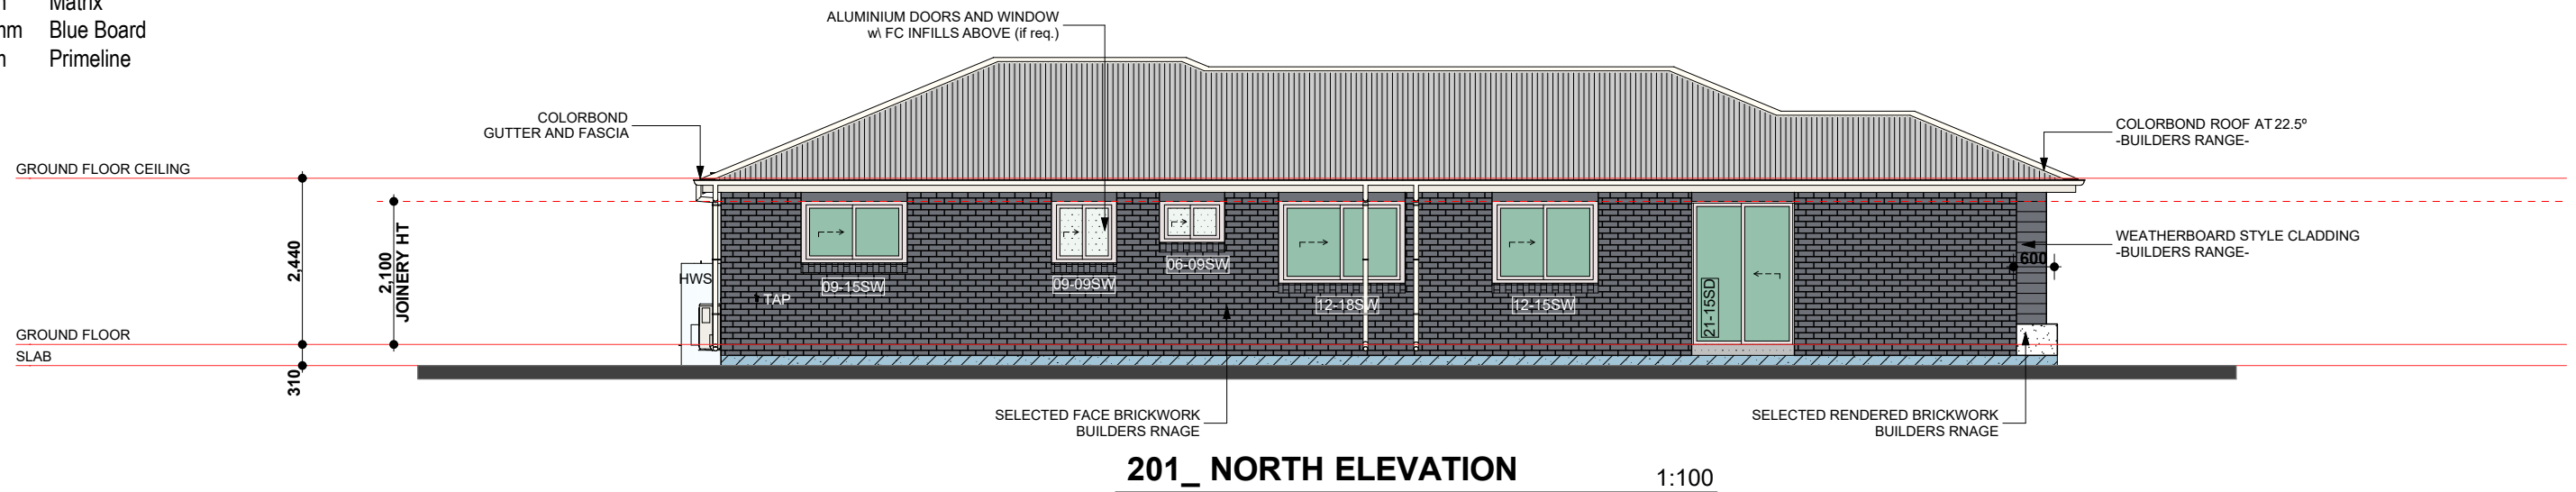 Matrix
Blue Board
Primeline
ALUMINIUM DOORS AND WINDOW
w\ FC INFILLS ABOVE (if req.)
COLORBOND
GUTTER AND FASCIA
COLORBOND ROOF AT 22.5º
-BUILDERS RANGE-
GROUND FLOOR CEILING
2,440
2,100
JOINERY HT
WEATHERBOARD STYLE CLADDING
-BUILDERS RANGE-
600
HWS
TAP
09-15SW
09-09SW
06-09SW
12-18SW
12-15SW
21-15SD
GROUND FLOOR
SLAB
310
SELECTED FACE BRICKWORK
BUILDERS RNAGE
SELECTED RENDERED BRICKWORK
BUILDERS RNAGE
201_ NORTH ELEVATION
1:100